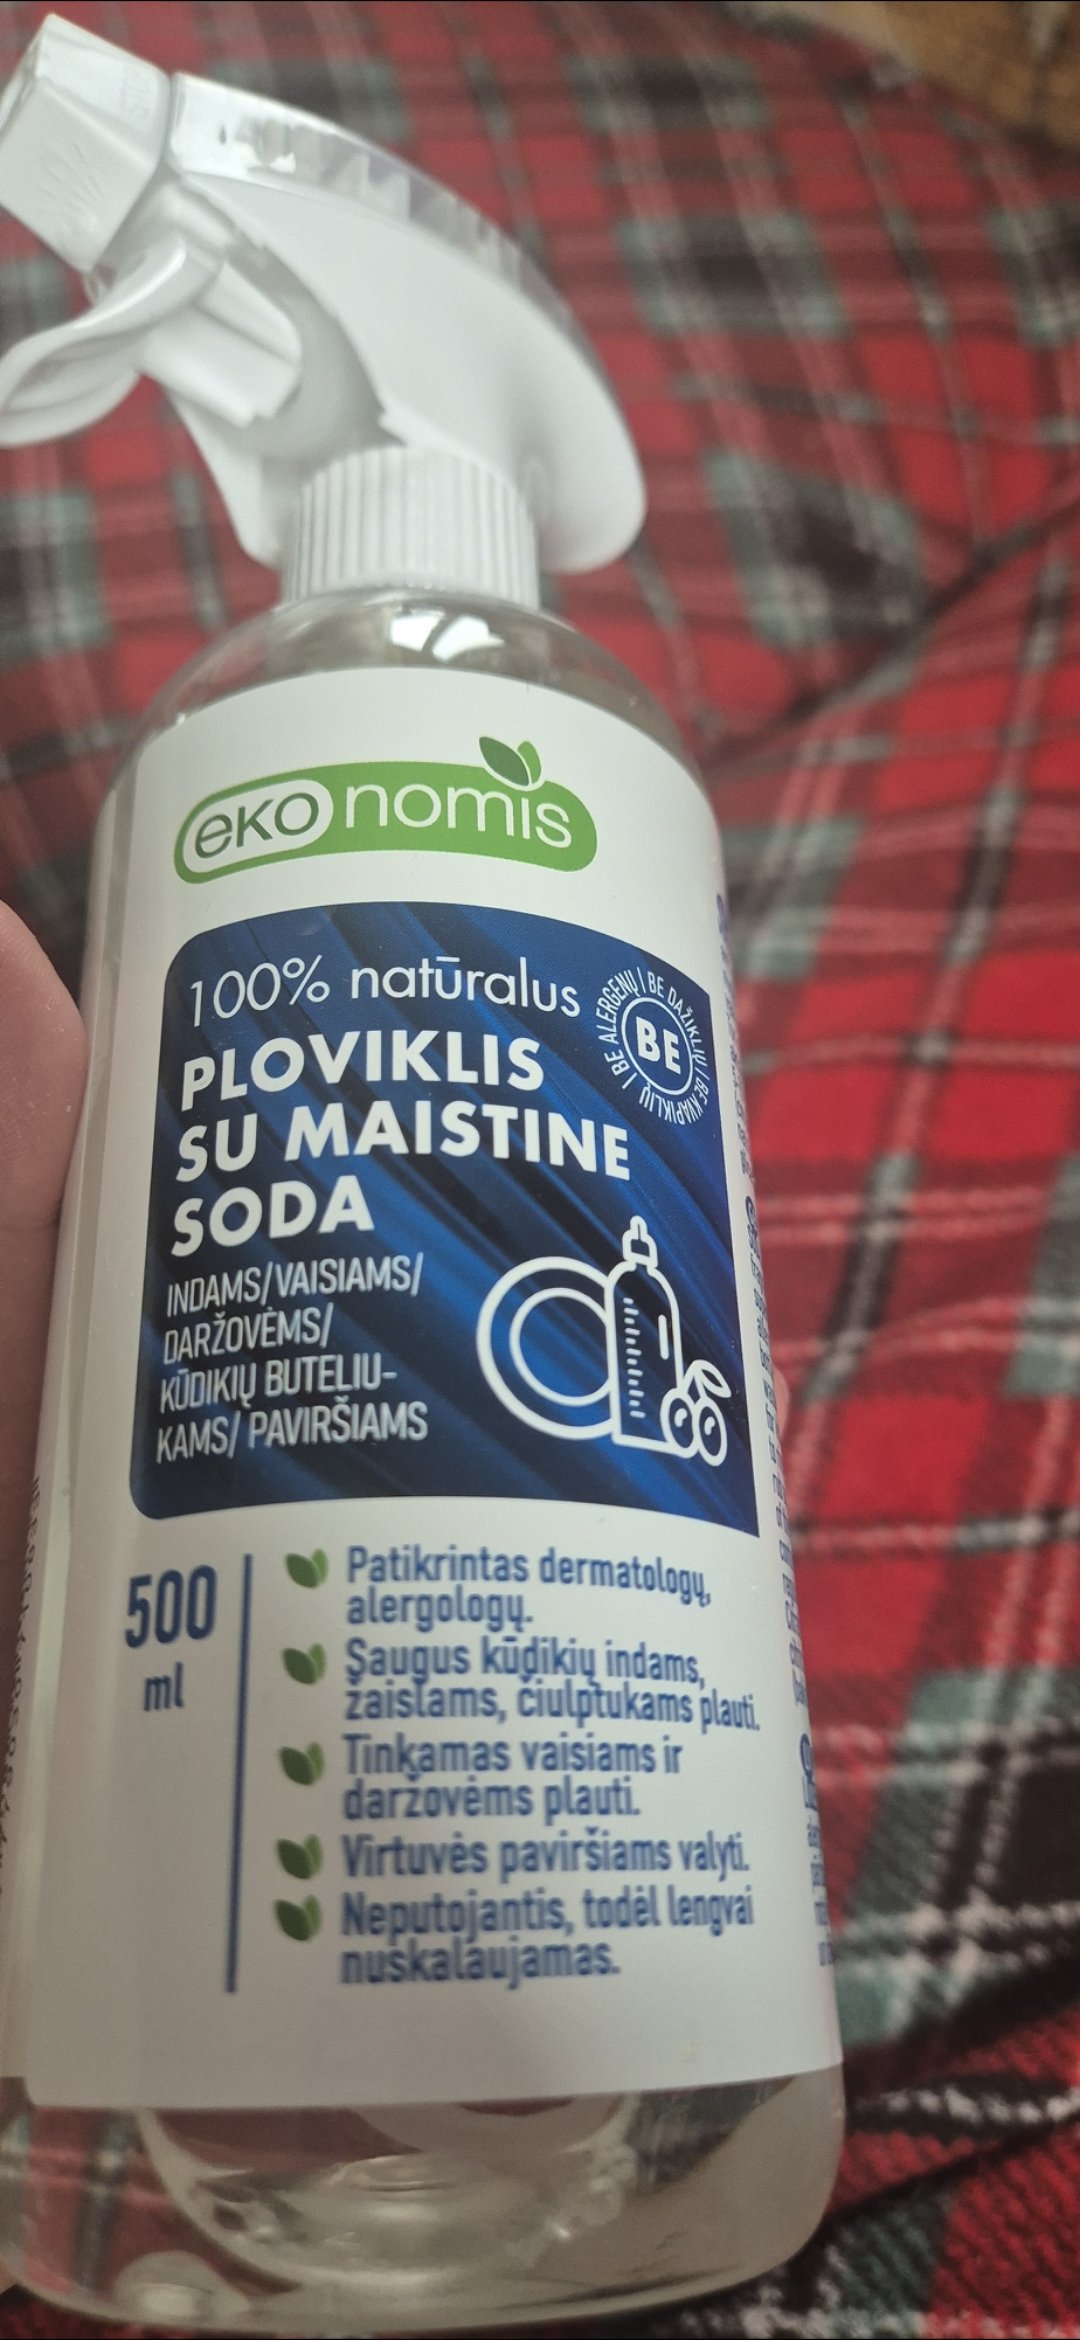 ekonomis
100% natūralus
PLOVIKLIS
SU MAISTINE
SODA
BE ALERGENŲ | BE DAŽIKLIŲ | BE KVAPIKLIŲ |
BE
INDAMS/VAISIAMS/
DARŽOVĖMS/
KŪDIKIŲ BUTELIU-
KAMS/ PAVIRŠIAMS
500
ml
Patikrintas dermatologų,
alergologų.
Saugus kūdikių indams,
žaislams, čiulptukams plauti.
Tinkamas vaisiams ir
daržovėms plauti.
Virtuvės paviršiams valyti.
Neputojantis, todėl lengvai
nuskalaujamas.